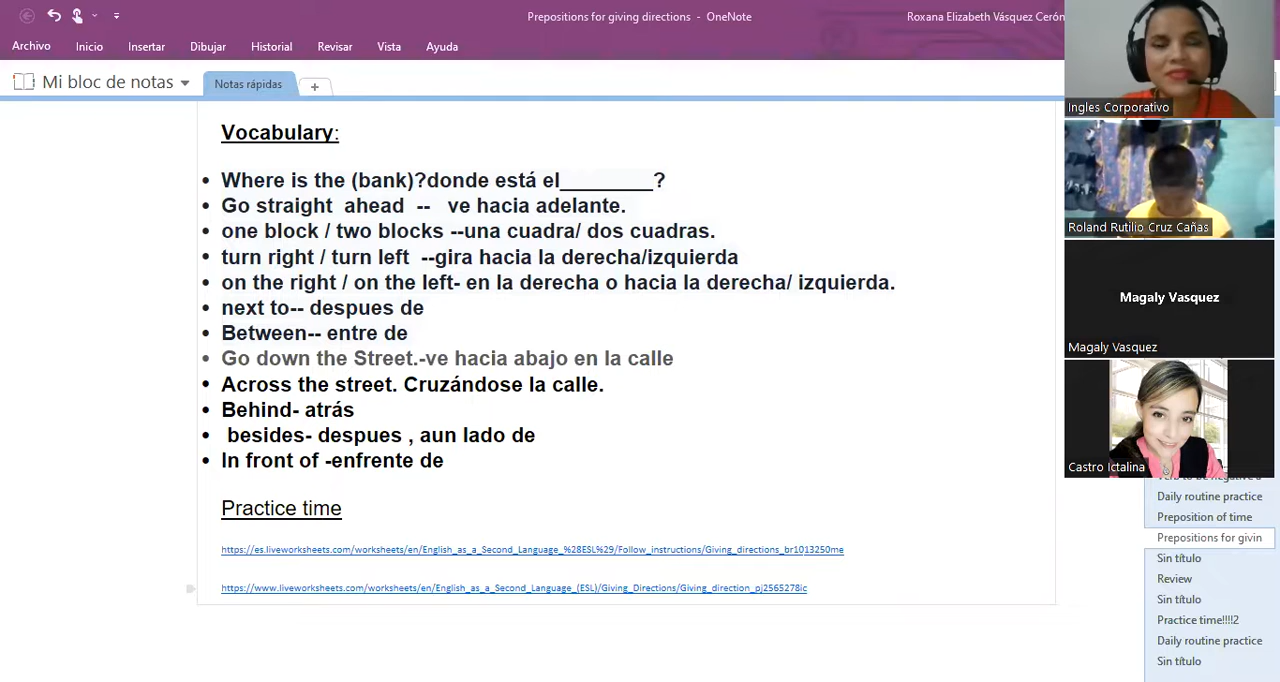 Prepositions for giving directions - OneNote
Roxana Elizabeth Vásquez Cerón
Archivo Inicio Insertar Dibujar Historial Revisar Vista Ayuda
Mi bloc de notas
Notas rápidas
+
Vocabulary:
• Where is the (bank)?donde está el________?
• Go straight ahead -- ve hacia adelante.
• one block / two blocks --una cuadra/ dos cuadras.
• turn right / turn left --gira hacia la derecha/izquierda
• on the right / on the left- en la derecha o hacia la derecha/ izquierda.
• next to-- despues de
• Between-- entre de
• Go down the Street.-ve hacia abajo en la calle
• Across the street. Cruzándose la calle.
• Behind- atrás
• besides- despues , aun lado de
• In front of -enfrente de
Practice time
https://es.liveworksheets.com/worksheets/en/English_as_a_Second_Language_%28ESL%29/Follow_instructions/Giving_directions_br1013250me
https://www.liveworksheets.com/worksheets/en/English_as_a_Second_Language_(ESL)/Giving_Directions/Giving_direction_pj2565278ic
Ingles Corporativo
Roland Rutilio Cruz Cañas
Magaly Vasquez
Magaly Vasquez
Castro Ictalina
Daily routine practice
Preposition of time
Prepositions for givin
Sin título
Review
Sin título
Practice time!!!!2
Daily routine practice
Sin título